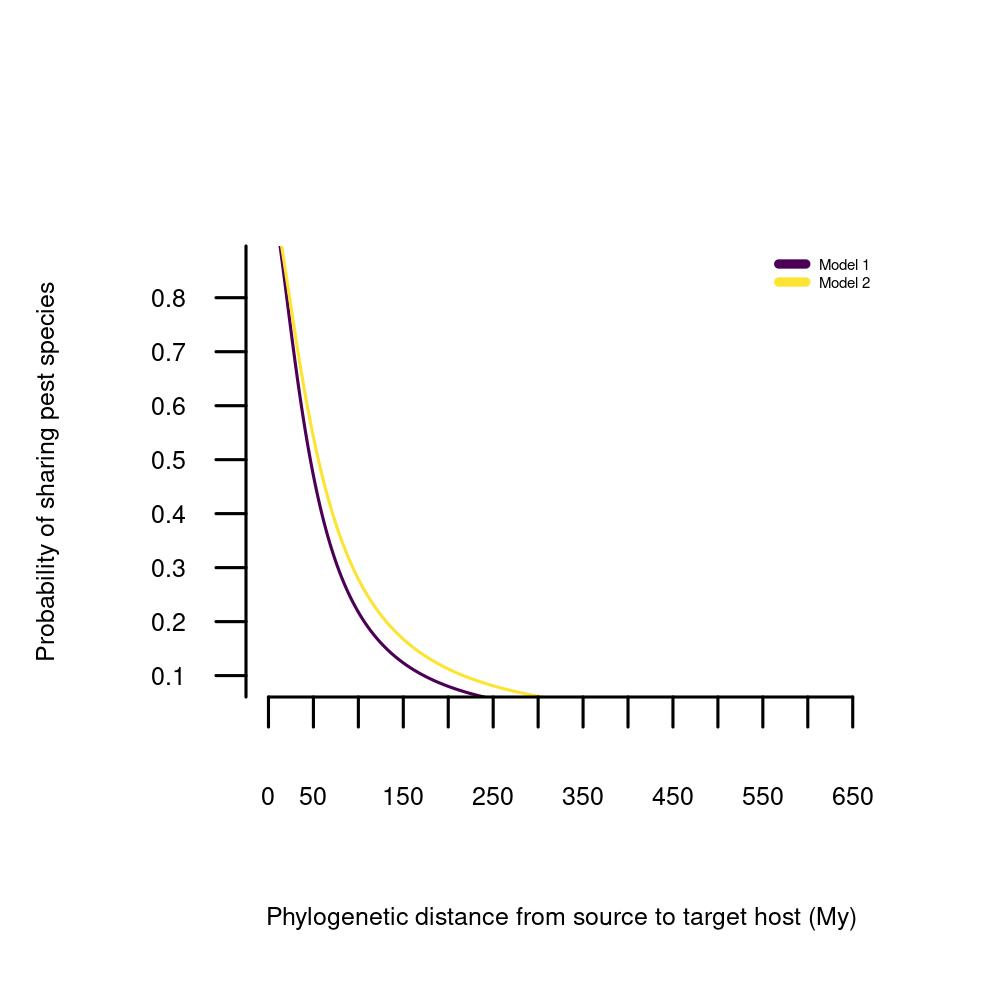 Model 1
Model 2
Probability of sharing pest species
0.8
0.7
0.6
0.5
0.4
0.3
0.2
0.1
0 50 150 250 350 450 550 650
Phylogenetic distance from source to target host (My)